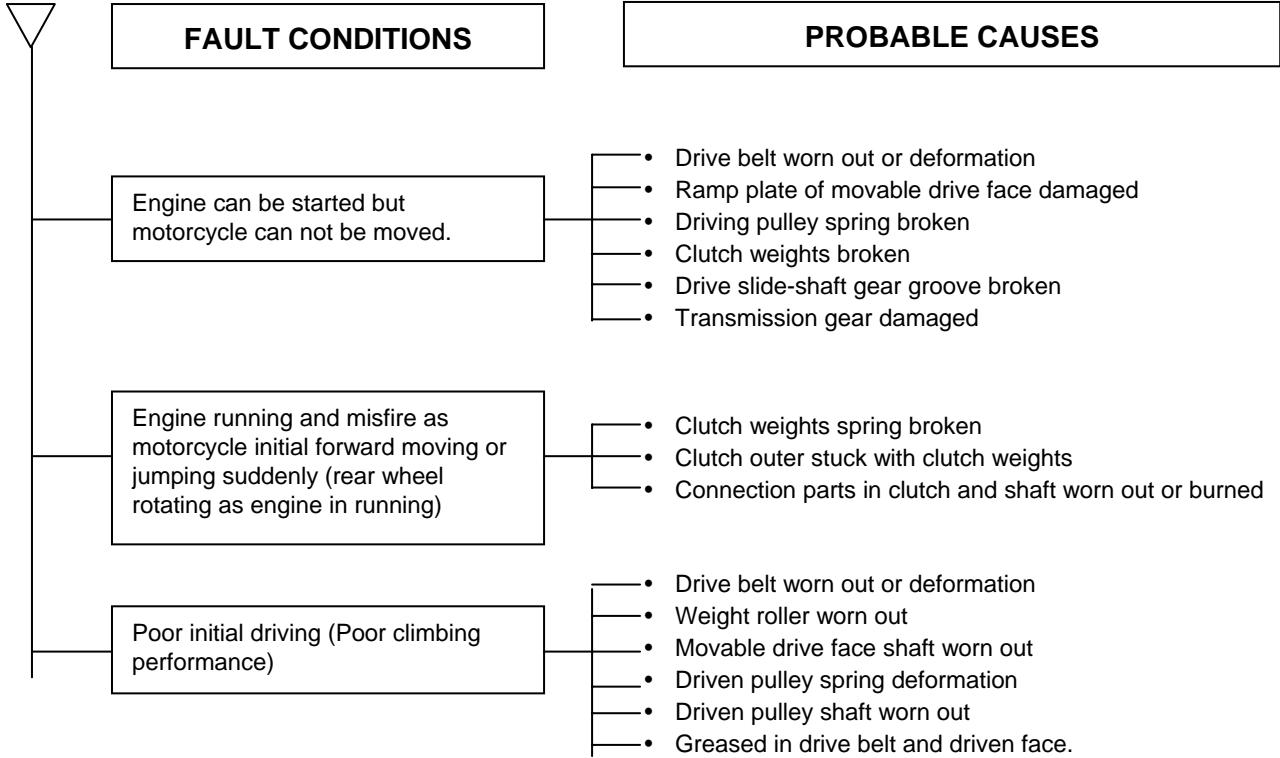 FAULT CONDITIONS
PROBABLE CAUSES
Engine can be started but
motorcycle can not be moved.
• Drive belt worn out or deformation
• Ramp plate of movable drive face damaged
• Driving pulley spring broken
• Clutch weights broken
• Drive slide-shaft gear groove broken
• Transmission gear damaged
Engine running and misfire as
motorcycle initial forward moving or
jumping suddenly (rear wheel
rotating as engine in running)
• Clutch weights spring broken
• Clutch outer stuck with clutch weights
• Connection parts in clutch and shaft worn out or burned
Poor initial driving (Poor climbing
performance)
• Drive belt worn out or deformation
• Weight roller worn out
• Movable drive face shaft worn out
• Driven pulley spring deformation
• Driven pulley shaft worn out
• Greased in drive belt and driven face.